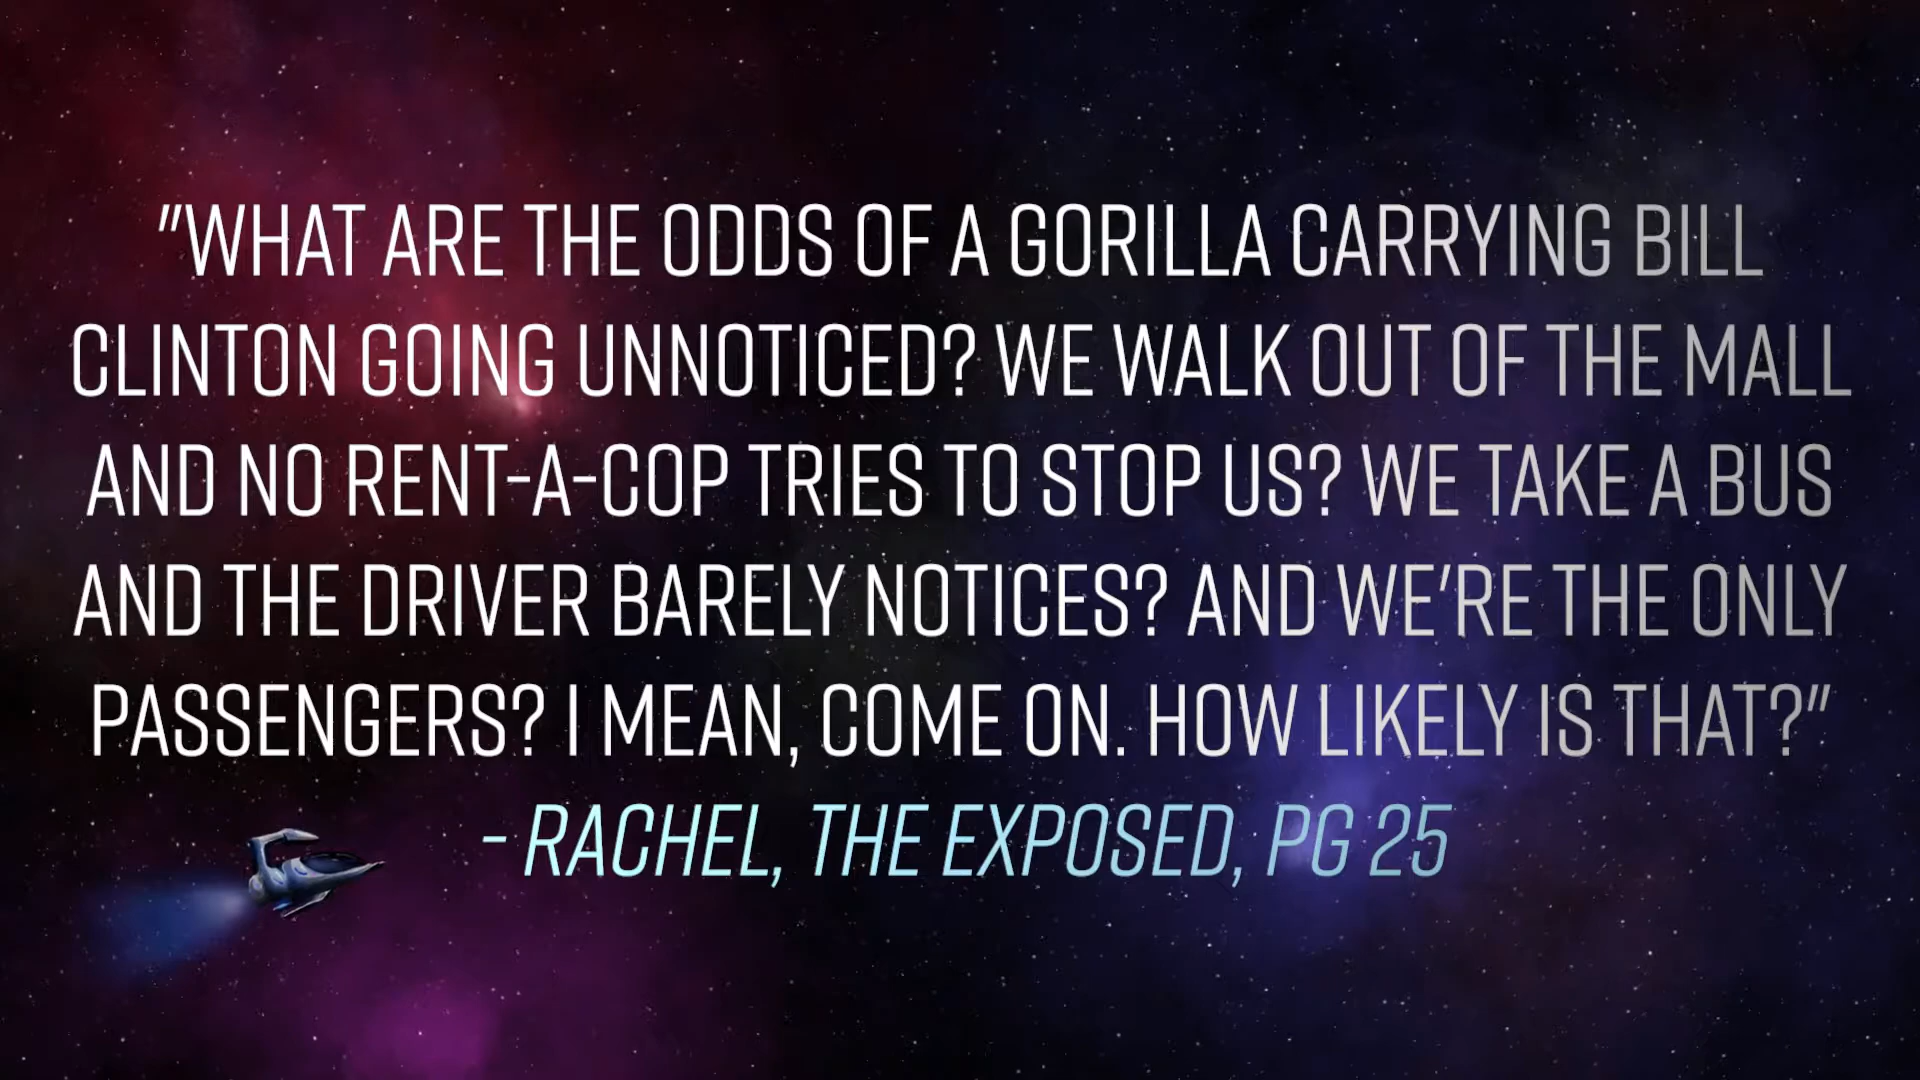 "WHAT ARE THE ODDS OF A GORILLA CARRYING BILL
CLINTON GOING UNNOTICED? WE WALK OUT OF THE MALL
AND NO RENT-A-COP TRIES TO STOP US? WE TAKE A BUS
AND THE DRIVER BARELY NOTICES? AND WE'RE THE ONLY
PASSENGERS? I MEAN, COME ON. HOW LIKELY IS THAT?"
- RACHEL, THE EXPOSED, PG 25